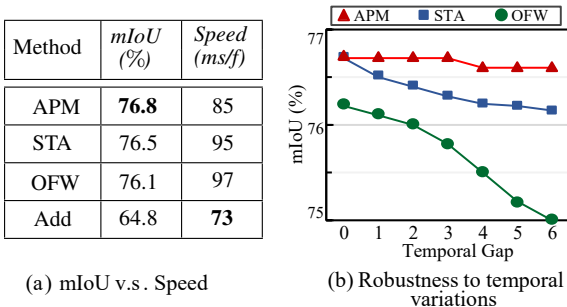 Method mIoU (%) Speed (ms/f)
APM 76.8 85
STA 76.5 95
OFW 76.1 97
Add 64.8 73
(a) mIoU v.s. Speed
APM STA OFW
77
76
75
mIoU (%)
0 1 2 3 4 5 6
Temporal Gap
(b) Robustness to temporal
variations